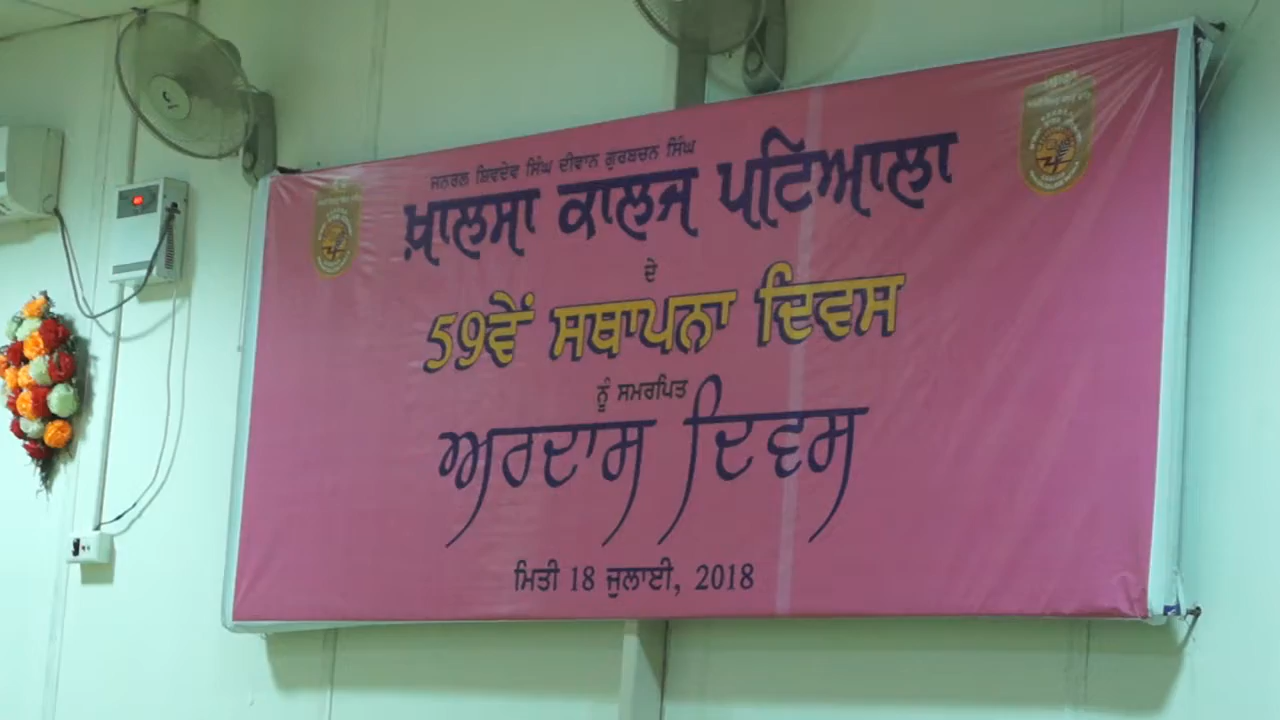 ਜਨਰਲ ਸ਼ਿਵਦੇਵ ਸਿੰਘ ਦੀਵਾਨ ਗੁਰਬਚਨ ਸਿੰਘ
ਖ਼ਾਲਸਾ ਕਾਲਜ ਪਟਿਆਲਾ
ਦੇ
59ਵੇਂ ਸਥਾਪਨਾ ਦਿਵਸ
ਨੂੰ ਸਮਰਪਿਤ
ਅਰਦਾਸ ਦਿਵਸ
ਮਿਤੀ 18 ਜੁਲਾਈ, 2018